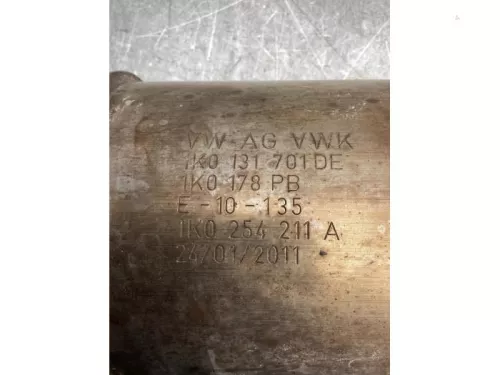 VW-AG VWK
1K0 131 701DE
1K0 178 PB
E-10-135
1K0 254 211 A
24/01/2011